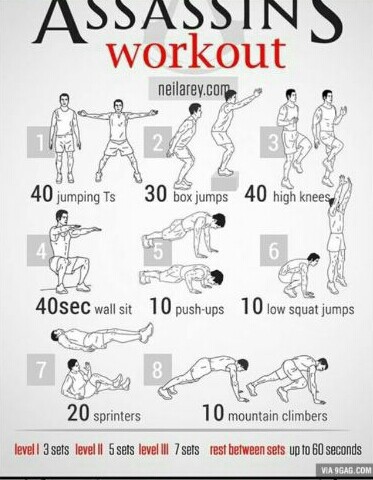 ASSASSINS
workout
neilarey.com
1
2
3
40 jumping Ts
30 box jumps
40 high knees
4
5
6
40sec wall sit
10 push-ups
10 low squat jumps
7
8
20 sprinters
10 mountain climbers
level I 3 sets level II 5 sets level III 7 sets rest between sets up to 60 seconds
VIA 9GAG.COM